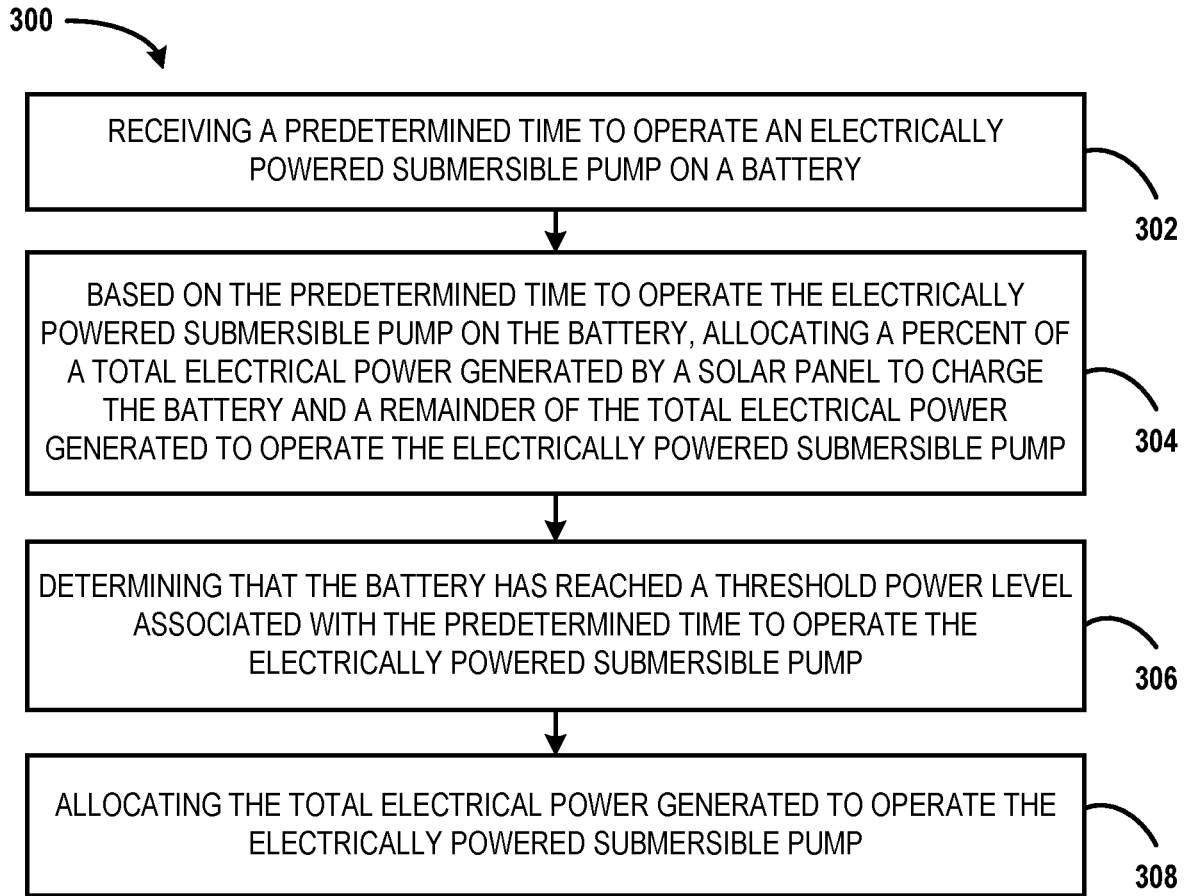 300
RECEIVING A PREDETERMINED TIME TO OPERATE AN ELECTRICALLY
POWERED SUBMERSIBLE PUMP ON A BATTERY
302
BASED ON THE PREDETERMINED TIME TO OPERATE THE ELECTRICALLY
POWERED SUBMERSIBLE PUMP ON THE BATTERY, ALLOCATING A PERCENT OF
A TOTAL ELECTRICAL POWER GENERATED BY A SOLAR PANEL TO CHARGE
THE BATTERY AND A REMAINDER OF THE TOTAL ELECTRICAL POWER
GENERATED TO OPERATE THE ELECTRICALLY POWERED SUBMERSIBLE PUMP
304
DETERMINING THAT THE BATTERY HAS REACHED A THRESHOLD POWER LEVEL
ASSOCIATED WITH THE PREDETERMINED TIME TO OPERATE THE
ELECTRICALLY POWERED SUBMERSIBLE PUMP
306
ALLOCATING THE TOTAL ELECTRICAL POWER GENERATED TO OPERATE THE
ELECTRICALLY POWERED SUBMERSIBLE PUMP
308